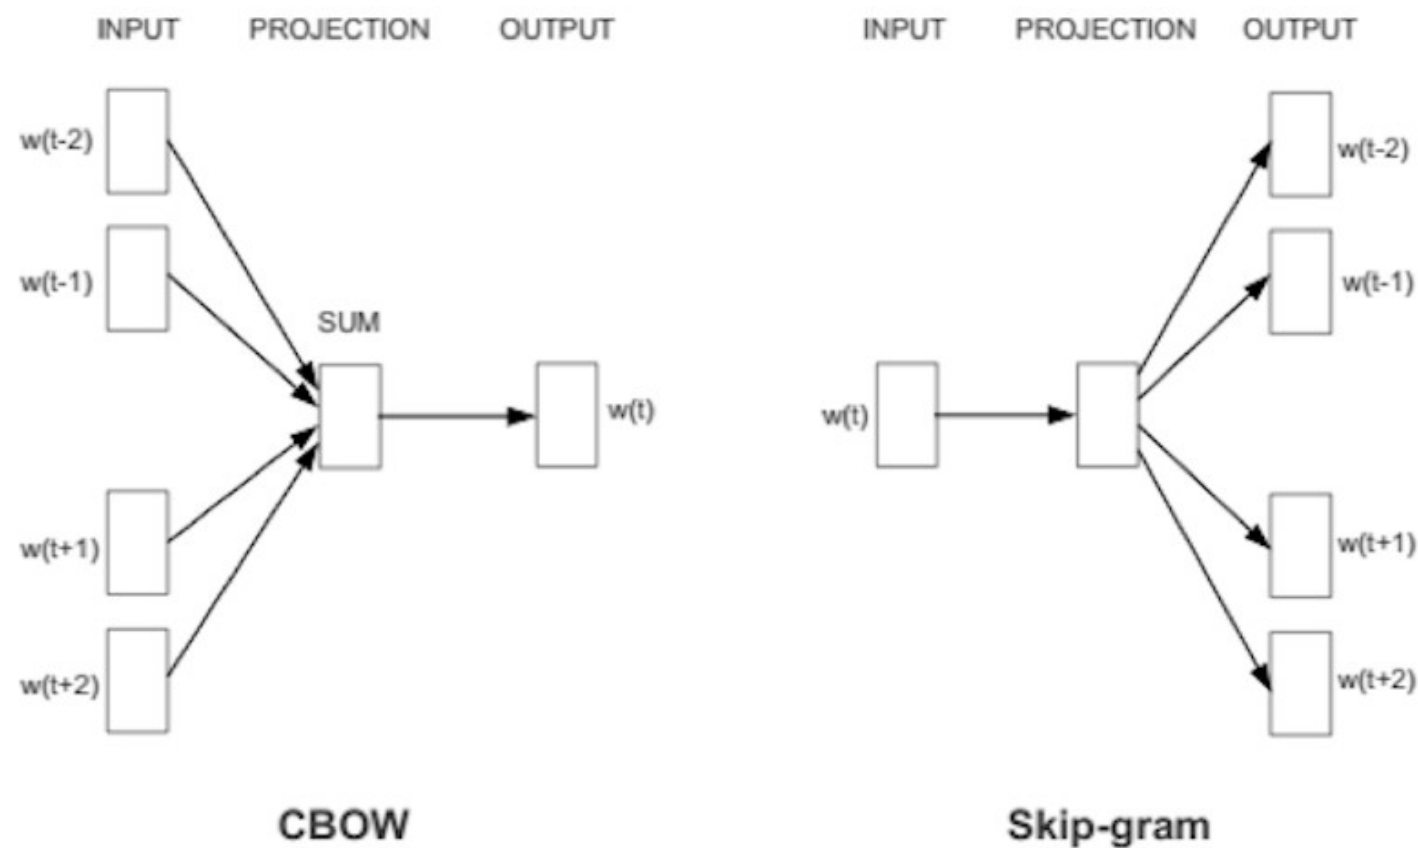 INPUT PROJECTION OUTPUT
w(t-2)
w(t-1)
SUM
w(t)
w(t+1)
w(t+2)
CBOW
INPUT PROJECTION OUTPUT
w(t-2)
w(t-1)
w(t)
w(t+1)
w(t+2)
Skip-gram